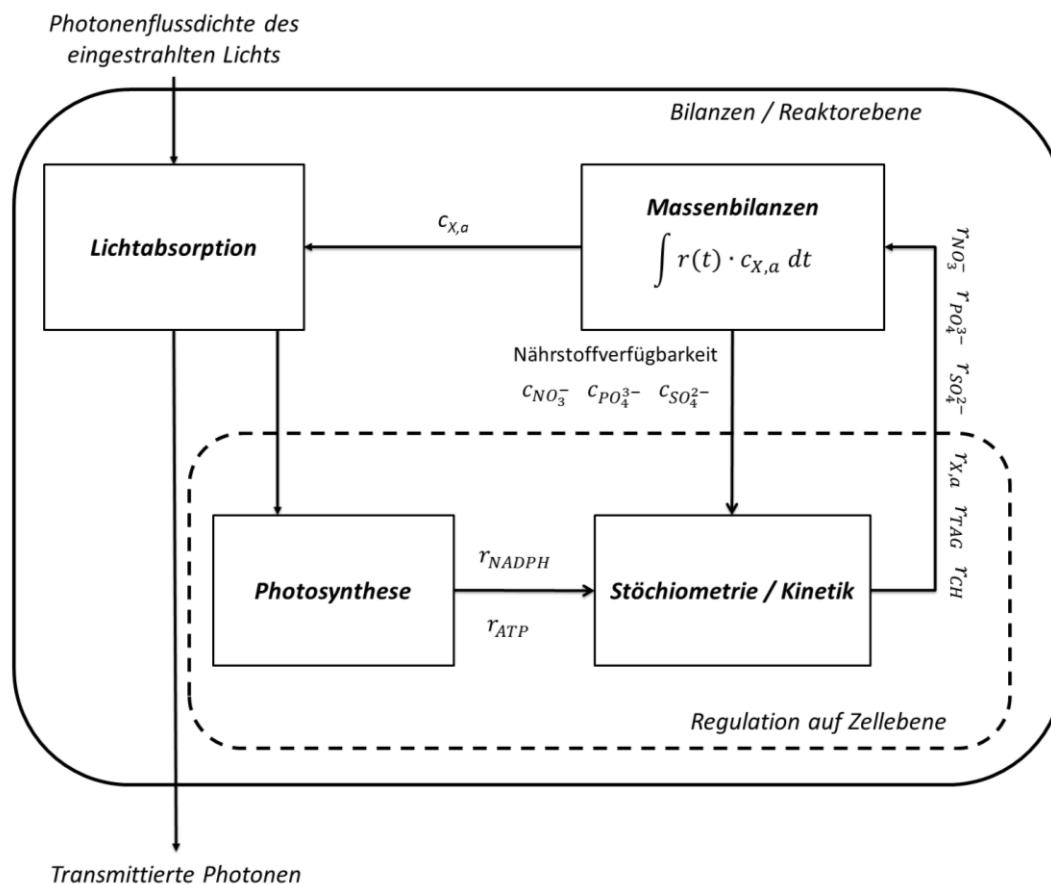 Photonenflussdichte des
eingestrahlten Lichts
Bilanzen / Reaktorebene
Lichtabsorption
c_{X,a}
Massenbilanzen
∫ r(t) · c_{X,a} dt
Nährstoffverfügbarkeit
c_{NO_3^-} c_{PO_4^{3-}} c_{SO_4^{2-}}
r_{NO_3^-} r_{PO_4^{3-}} r_{SO_4^{2-}} r_{X,a} r_{TAG} r_{CH}
Photosynthese
r_{NADPH}
r_{ATP}
Stöchiometrie / Kinetik
Regulation auf Zellebene
Transmittierte Photonen